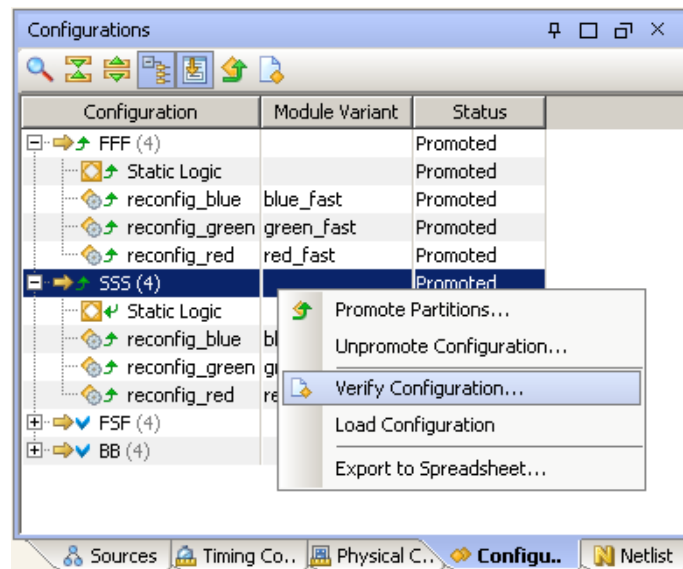 Configurations
Configuration Module Variant Status
FFF (4) Promoted
Static Logic Promoted
reconfig_blue blue_fast Promoted
reconfig_green green_fast Promoted
reconfig_red red_fast Promoted
SSS (4) Promoted
Static Logic
reconfig_blue bl
reconfig_green g
reconfig_red re
FSF (4)
BB (4)
Promote Partitions...
Unpromote Configuration...
Verify Configuration...
Load Configuration
Export to Spreadsheet...
Sources Timing Co.. Physical C.. Configu.. Netlist